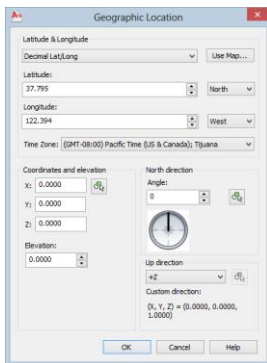 Geographic Location
Latitude & Longitude
Decimal Lat/Long
Use Map...
Latitude:
37.795
North
Longitude:
122.394
West
Time Zone: (GMT-08:00) Pacific Time (US & Canada); Tijuana
Coordinates and elevation
X: 0.0000
Y: 0.0000
Z: 0.0000
Elevation:
0.0000
North direction
Angle:
0
Up direction
+Z
Custom direction:
(X, Y, Z) = (0.0000, 0.0000,
1.0000)
OK
Cancel
Help